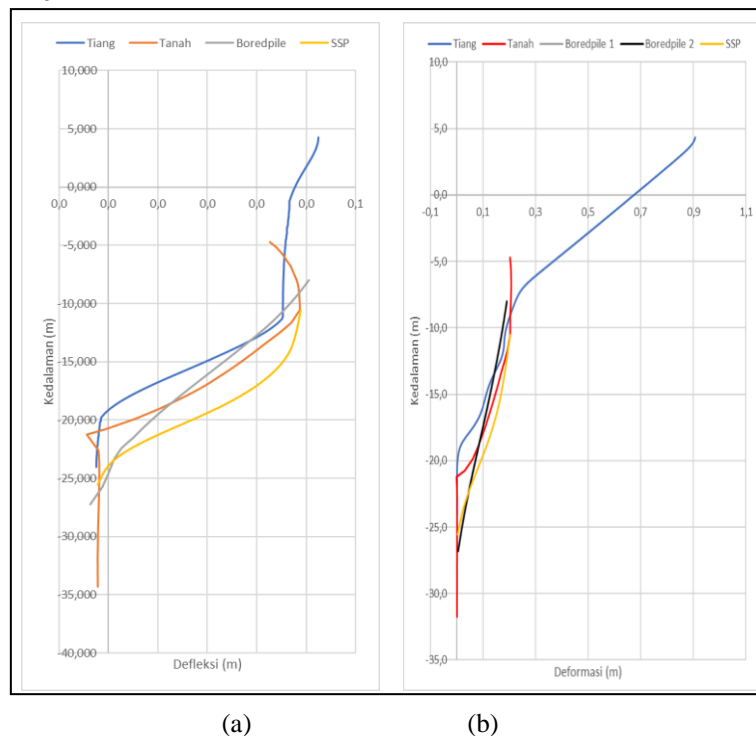 Tiang Tanah Boredpile SSP
10,000
5,000
0,000
0,0 0,0 0,0 0,0 0,0 0,1
-5,000
-10,000
-15,000
-20,000
-25,000
-30,000
-35,000
-40,000
Kedalaman (m)
Defleksi (m)
Tiang Tanah Boredpile 1 Boredpile 2 SSP
10,0
5,0
0,0
-0,1 0,1 0,3 0,5 0,7 0,9 1,1
-5,0
-10,0
-15,0
-20,0
-25,0
-30,0
-35,0
Kedalaman (m)
Deformasi (m)
(a) (b)